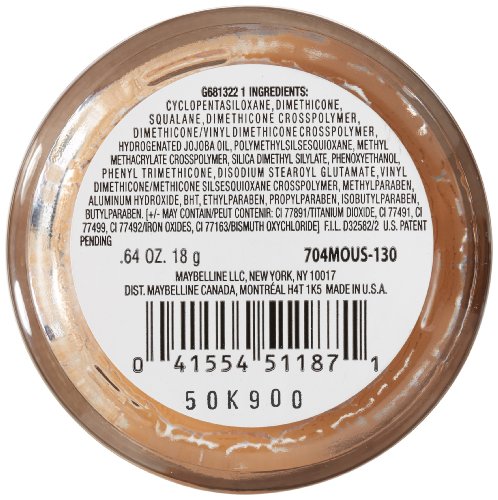 G681322 1 INGREDIENTS:
CYCLOPENTASILOXANE, DIMETHICONE,
SQUALANE, DIMETHICONE CROSSPOLYMER,
DIMETHICONE/VINYL DIMETHICONE CROSSPOLYMER,
HYDROGENATED JOJOBA OIL, POLYMETHYLSILSESQUIOXANE, METHYL
METHACRYLATE CROSSPOLYMER, SILICA DIMETHYL SILYLATE, PHENOXYETHANOL,
PHENYL TRIMETHICONE, DISODIUM STEAROYL GLUTAMATE, VINYL
DIMETHICONE/METHICONE SILSESQUIOXANE CROSSPOLYMER, METHYLPARABEN,
ALUMINUM HYDROXIDE, BHT, ETHYLPARABEN, PROPYLPARABEN, ISOBUTYLPARABEN,
BUTYLPARABEN. [+/- MAY CONTAIN/PEUT CONTENIR: CI 77891/TITANIUM DIOXIDE, CI 77491, CI
77499, CI 77492/IRON OXIDES, CI 77163/BISMUTH OXYCHLORIDE] F.I.L. D32582/2 U.S. PATENT
PENDING
.64 OZ. 18 g 704MOUS-130
MAYBELLINE LLC, NEW YORK, NY 10017
DIST. MAYBELLINE CANADA, MONTRÉAL H4T 1K5 MADE IN U.S.A.
0 41554 51187 1
50K900